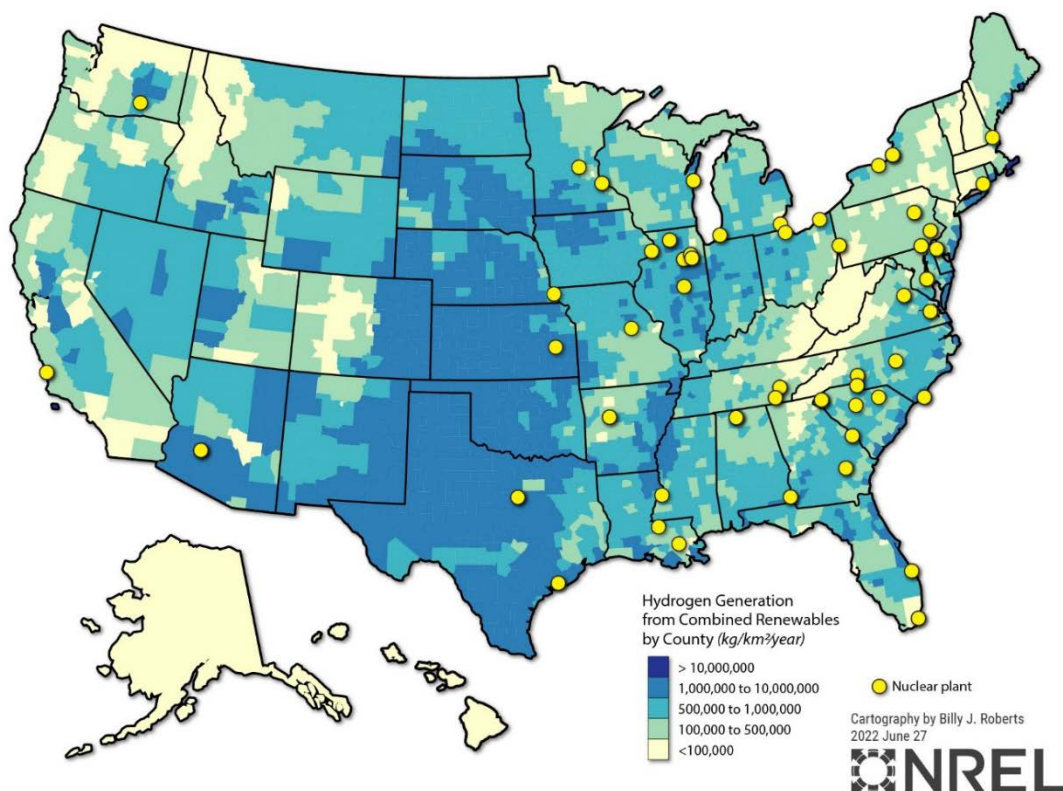 Hydrogen Generation
from Combined Renewables
by County (kg/km²/year)
> 10,000,000
1,000,000 to 10,000,000
500,000 to 1,000,000
100,000 to 500,000
<100,000
Nuclear plant
Cartography by Billy J. Roberts
2022 June 27
NREL